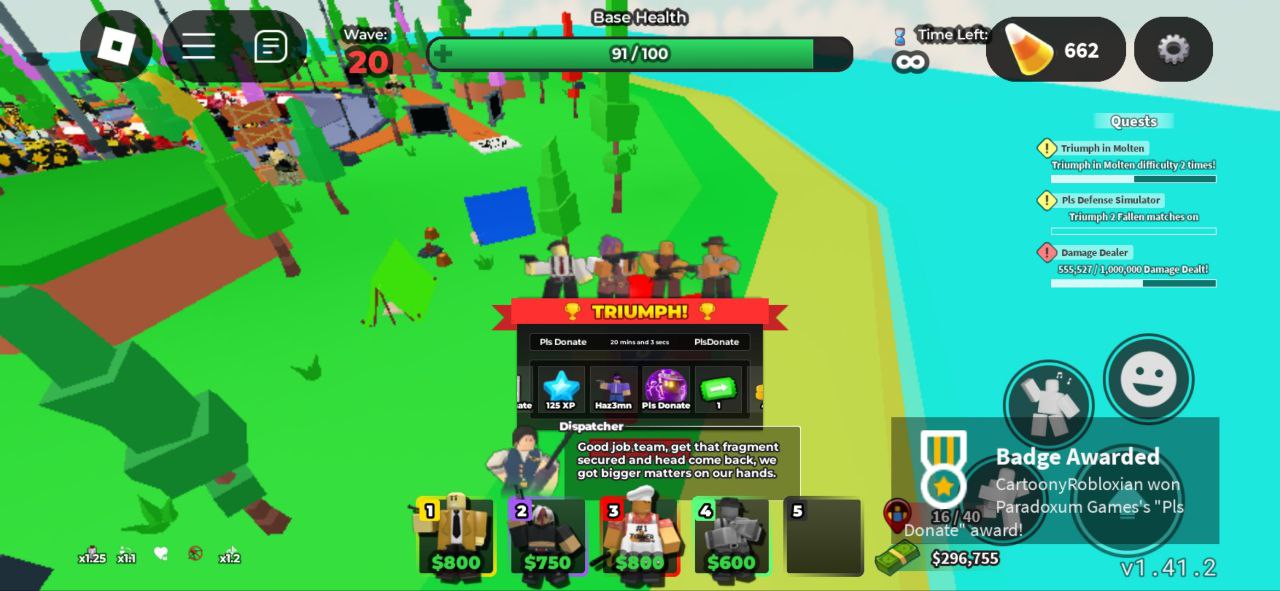 Base Health
Wave:
20
91 / 100
Time Left:
∞
662
Quests
Triumph in Molten
Triumph in Molten difficulty 2 times!
Pls Defense Simulator
Triumph 2 Fallen matches on
Damage Dealer
555,527 / 1,000,000 Damage Dealt!
TRIUMPH!
Pls Donate
20 mins and 3 secs
PlsDonate
ate
125 XP
Haz3mn
Pls Donate
1
Dispatcher
Good job team, get that fragment
secured and head come back, we
got bigger matters on our hands.
Badge Awarded
CartoonyRobloxian won
Paradoxum Games's "Pls
Donate" award!
1
2
3
4
5
#1
$800
$750
$800
$600
16 / 40
$296,755
x1.25
x1.1
x1.2
v1.41.2